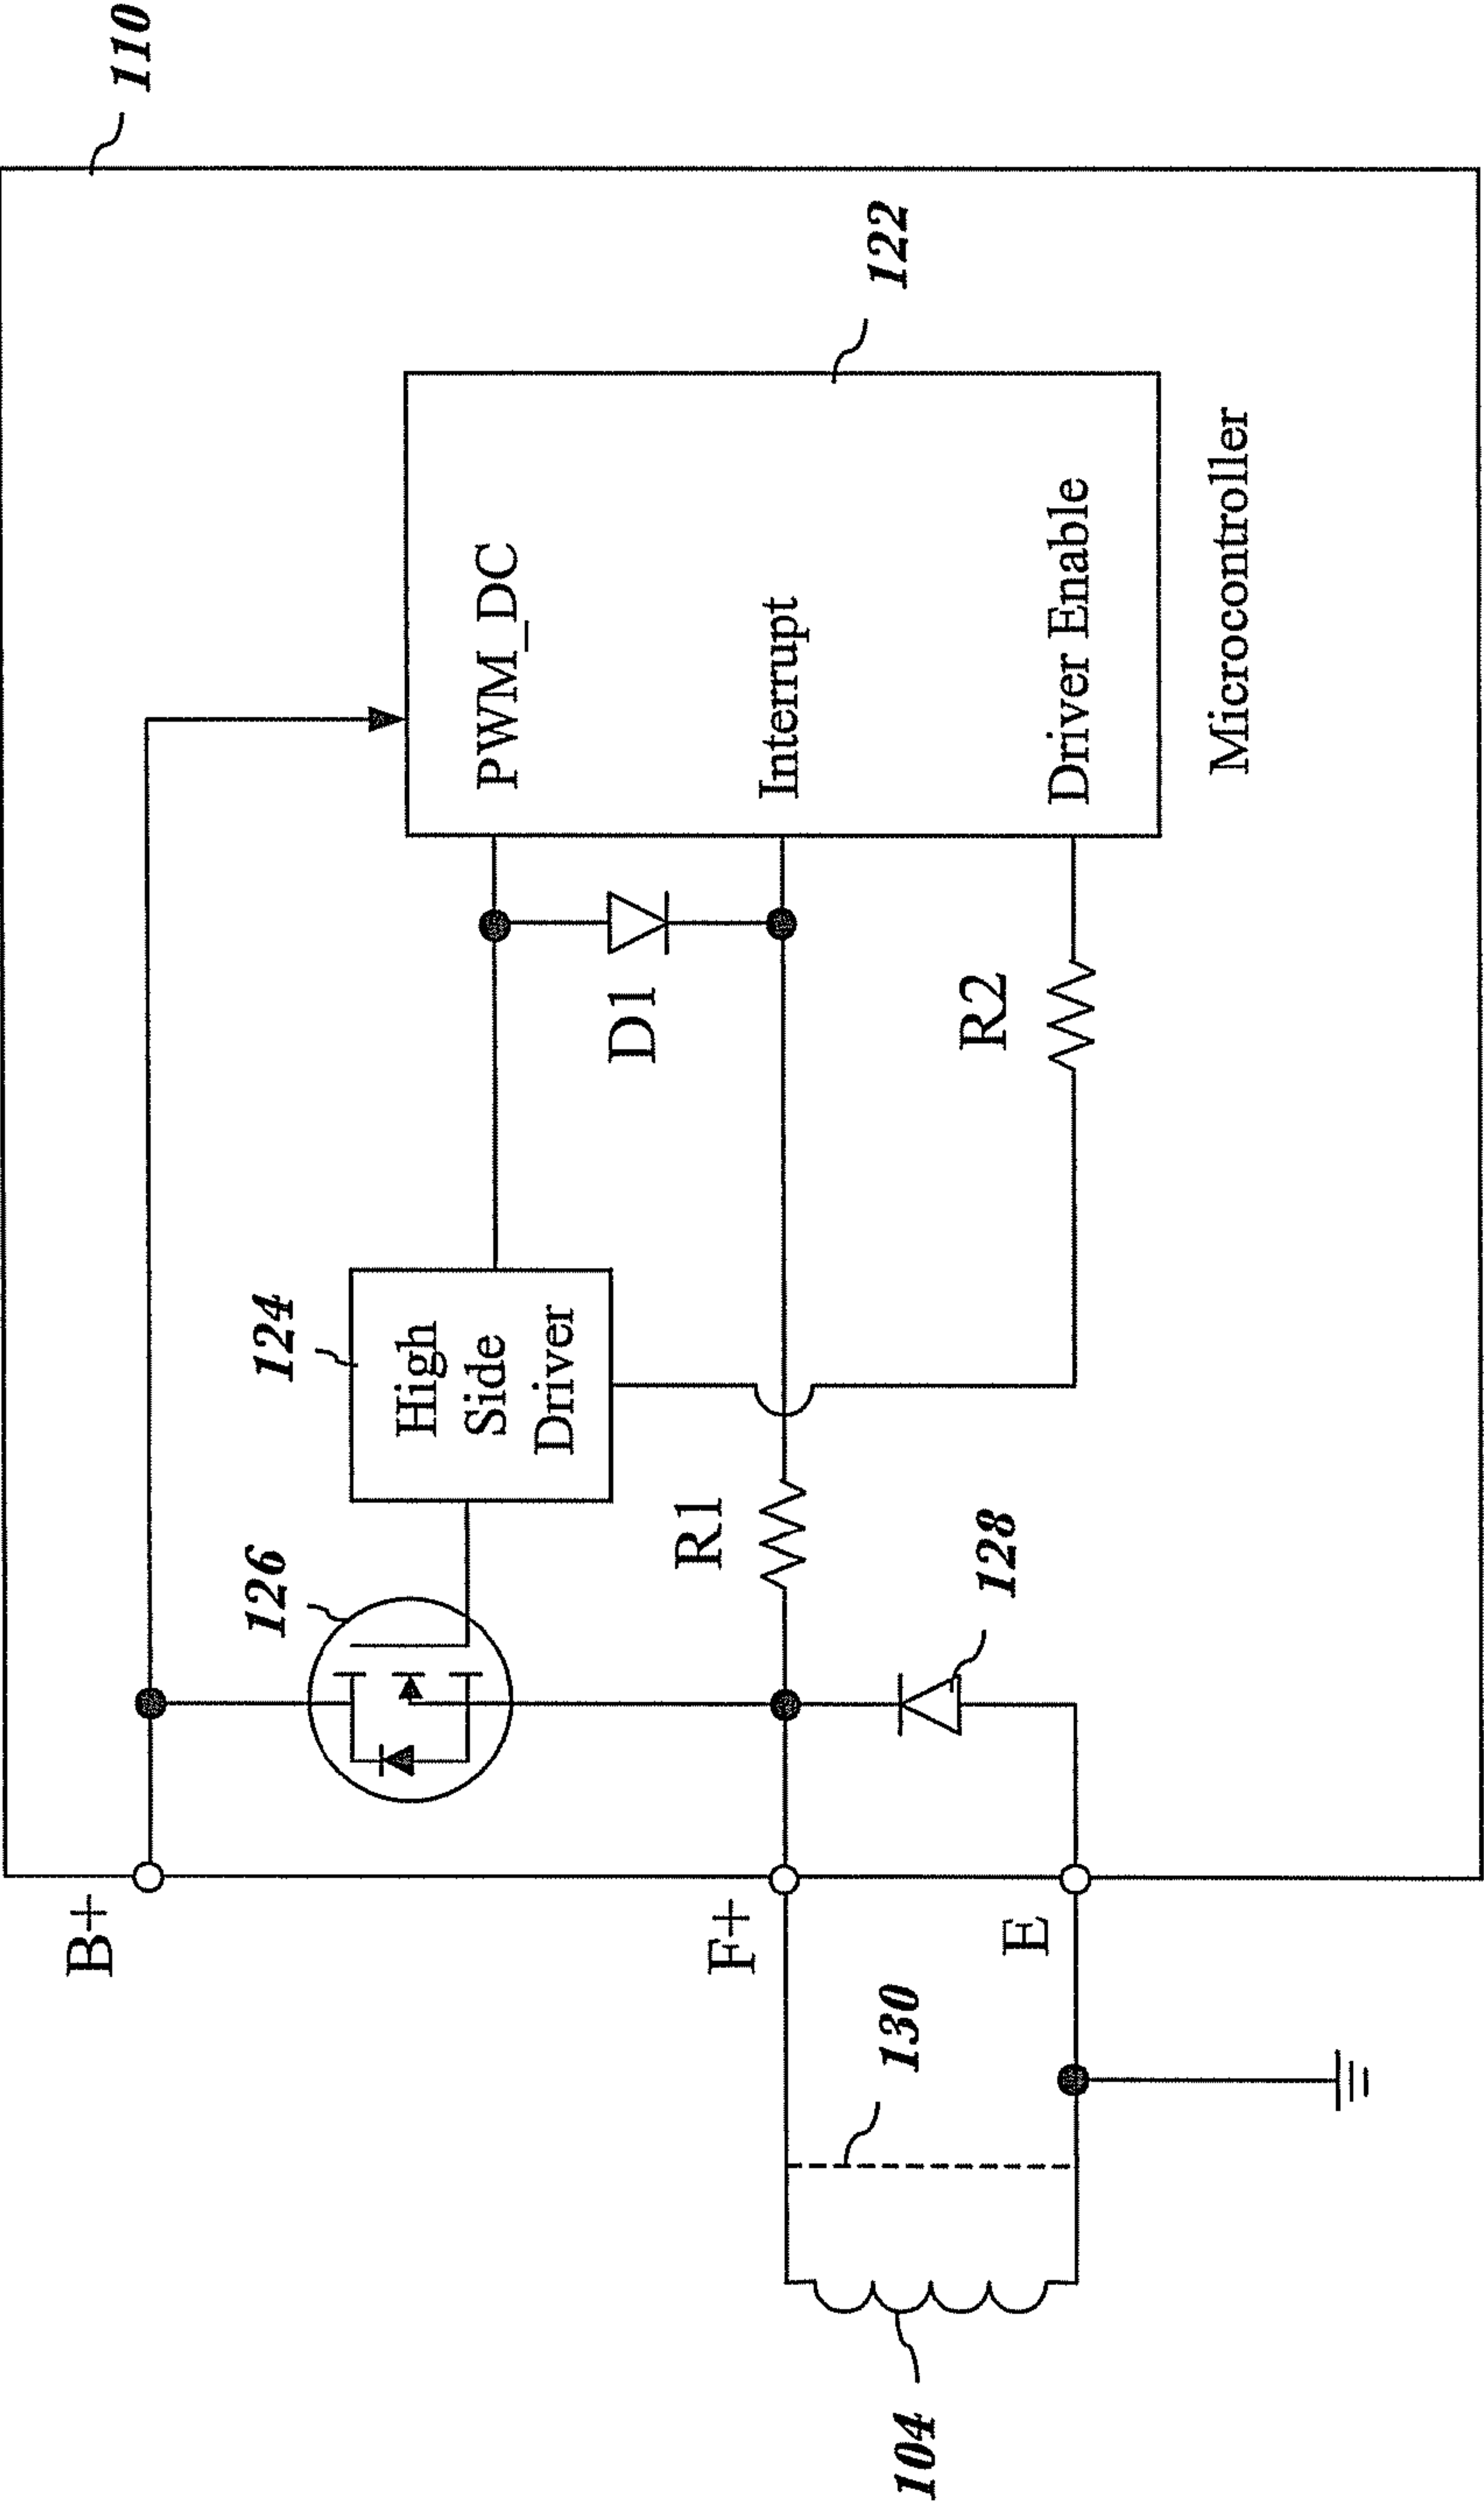 110
122
PWM_DC
Interrupt
Driver Enable
Microcontroller
D1
R2
124
High
Side
Driver
126
R1
128
B+
F+
E
130
104